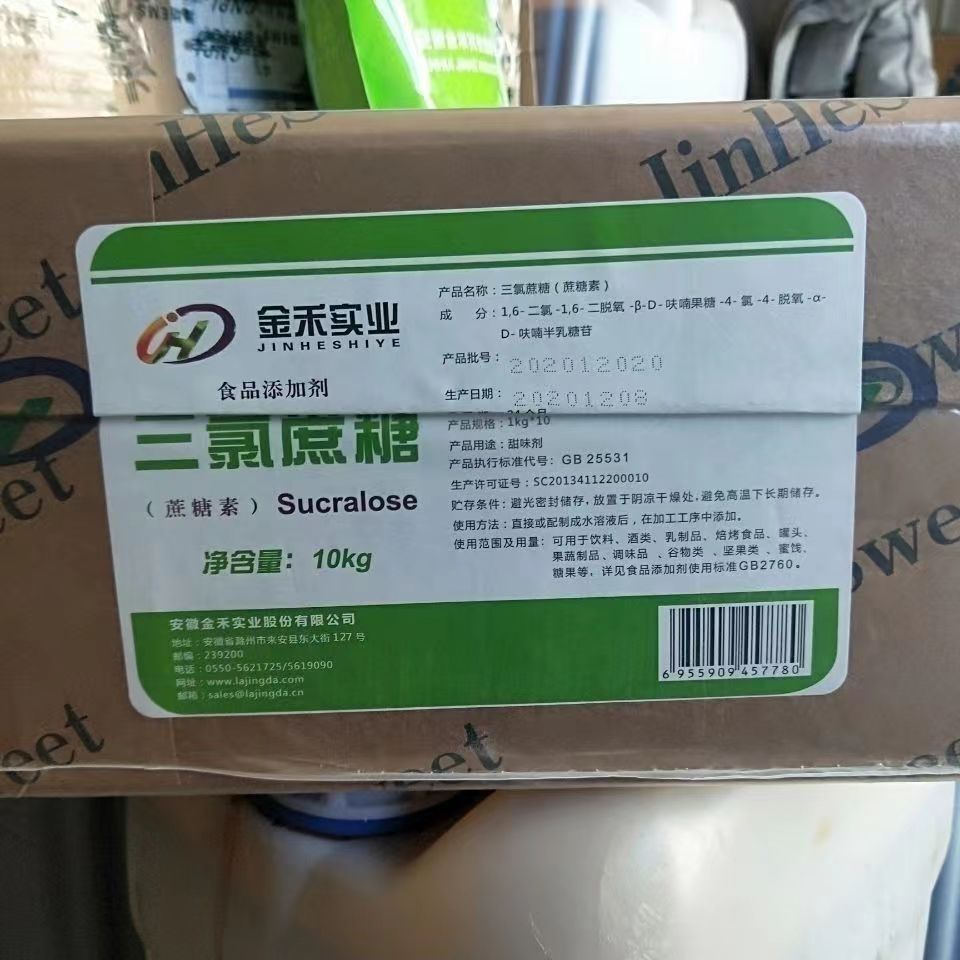 JinHeSweet
JinHeSweet
金禾实业
JINHESHIYE
食品添加剂
三氯蔗糖
(蔗糖素) Sucralose
净含量：10kg
产品名称：三氯蔗糖(蔗糖素)
成 分：1,6-二氯-1,6-二脱氧-β-D-呋喃果糖-4-氯-4-脱氧-α-
D-呋喃半乳糖苷
产品批号：202012020
生产日期：20201208
产品规格：1kg*10
产品用途：甜味剂
产品执行标准代号：GB 25531
生产许可证号：SC20134112200010
贮存条件：避光密封储存，放置于阴凉干燥处，避免高温下长期储存。
使用方法：直接或配制成水溶液后，在加工工序中添加。
使用范围及用量：可用于饮料、酒类、乳制品、焙烤食品、罐头、
果蔬制品、调味品、谷物类、坚果类、蜜饯、
糖果等，详见食品添加剂使用标准GB2760。
安徽金禾实业股份有限公司
地址：安徽省滁州市来安县东大街127号
邮编：239200
电话：0550-5621725/5619090
网址：www.lajingda.com
邮箱：sales@lajingda.cn
6 955909 457780
eet
eet
weet
eet
JinHeSweet